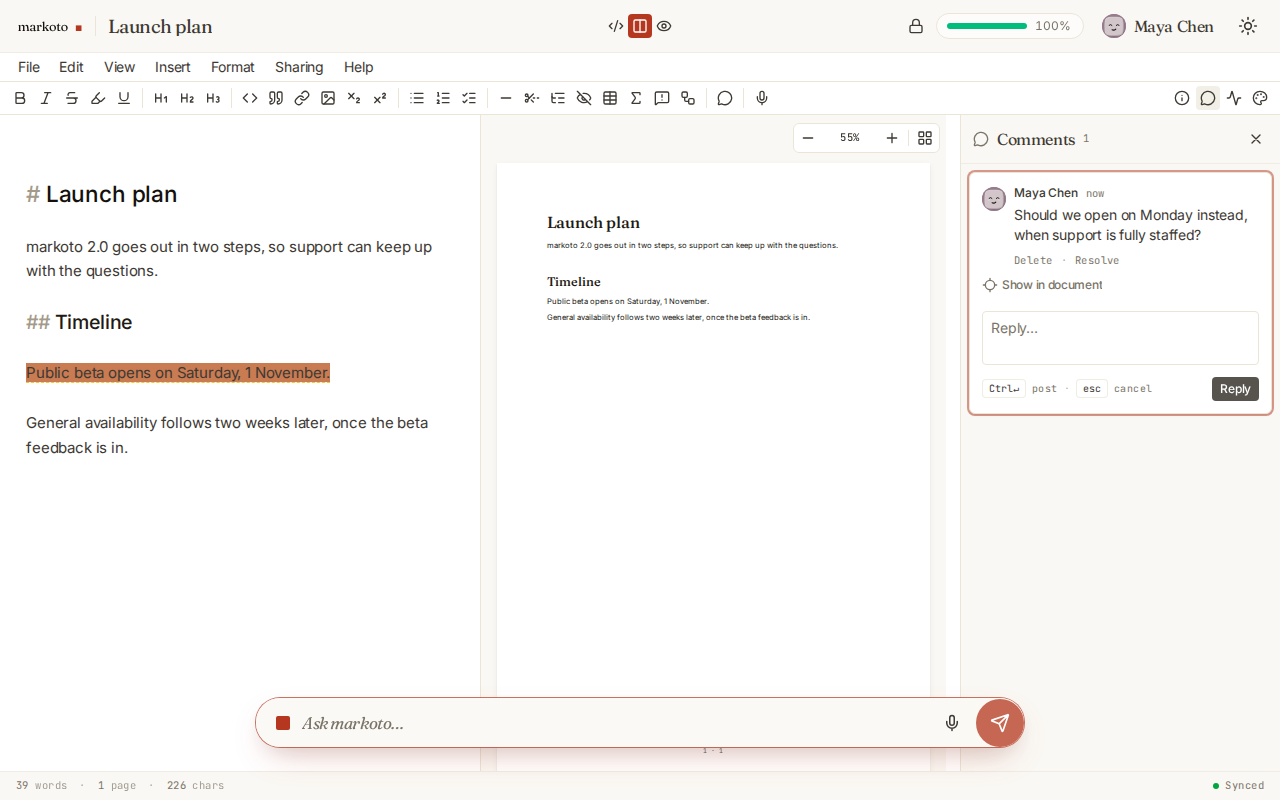 markoto
Launch plan
100%
Maya Chen
File Edit View Insert Format Sharing Help
H1 H2 H3
55%
Comments 1
# Launch plan
markoto 2.0 goes out in two steps, so support can keep up
with the questions.
## Timeline
Public beta opens on Saturday, 1 November.
General availability follows two weeks later, once the beta
feedback is in.
Launch plan
markoto 2.0 goes out in two steps, so support can keep up with the questions.
Timeline
Public beta opens on Saturday, 1 November.
General availability follows two weeks later, once the beta feedback is in.
1 · 1
Maya Chen now
Should we open on Monday instead,
when support is fully staffed?
Delete · Resolve
Show in document
Reply...
Ctrl↵ post · esc cancel
Reply
Ask markoto...
39 words · 1 page · 226 chars
Synced